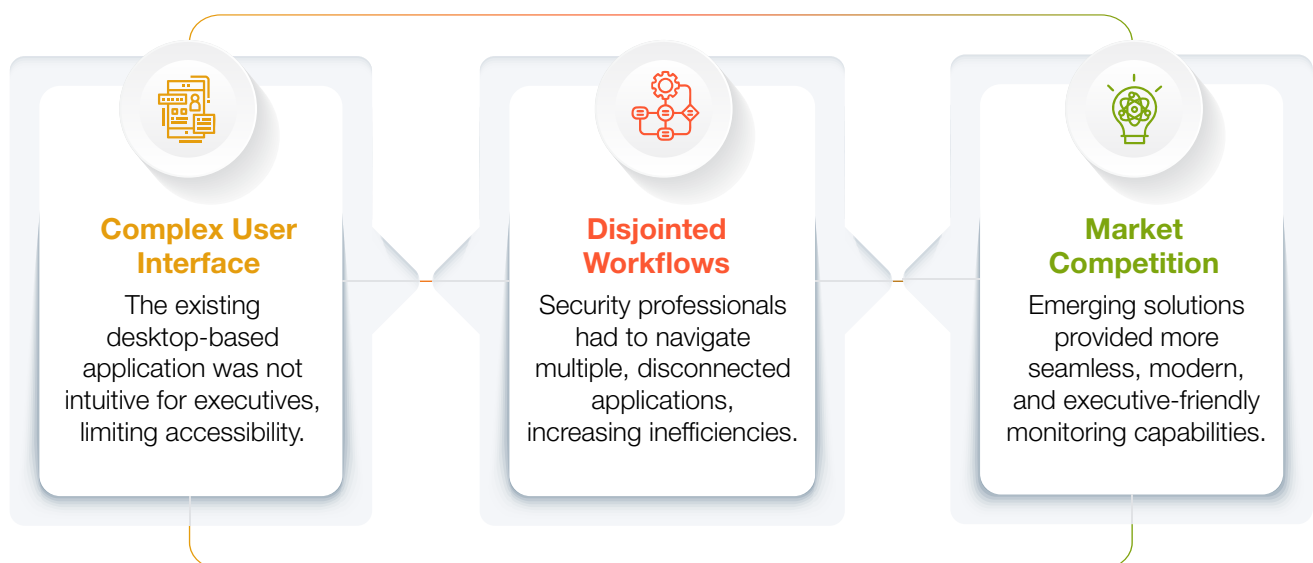 Complex User
Interface
The existing
desktop-based
application was not
intuitive for executives,
limiting accessibility.
Disjointed
Workflows
Security professionals
had to navigate
multiple, disconnected
applications,
increasing inefficiencies.
Market
Competition
Emerging solutions
provided more
seamless, modern,
and executive-friendly
monitoring capabilities.